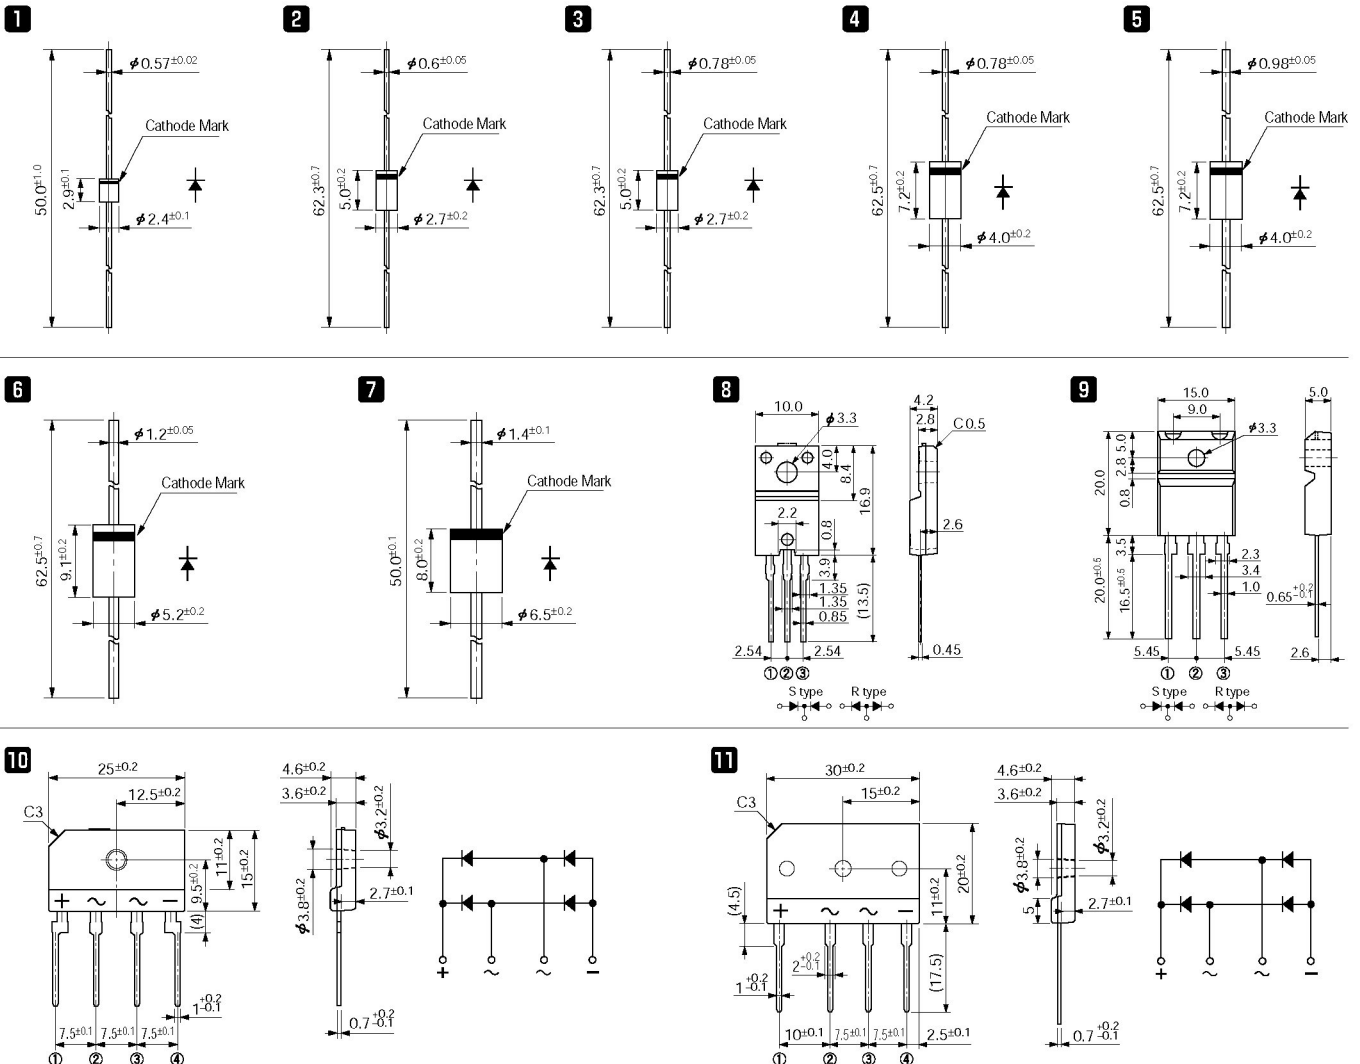 1
ϕ0.57±0.02
Cathode Mark
50.0±1.0
2.9±0.1
ϕ2.4±0.1
2
ϕ0.6±0.05
Cathode Mark
62.3±0.7
5.0±0.2
ϕ2.7±0.2
3
ϕ0.78±0.05
Cathode Mark
62.3±0.7
5.0±0.2
ϕ2.7±0.2
4
ϕ0.78±0.05
Cathode Mark
62.5±0.7
7.2±0.2
ϕ4.0±0.2
5
ϕ0.98±0.05
Cathode Mark
62.5±0.7
7.2±0.2
ϕ4.0±0.2
6
ϕ1.2±0.05
Cathode Mark
62.5±0.7
9.1±0.2
ϕ5.2±0.2
7
ϕ1.4±0.1
Cathode Mark
50.0±0.1
8.0±0.2
ϕ6.5±0.2
8
10.0
ϕ3.3
4.0
8.4
16.9
2.2
0.8
3.9
1.35
1.35
0.85
(13.5)
2.54
2.54
① ② ③
S type
R type
4.2
2.8
C 0.5
2.6
0.45
9
15.0
9.0
ϕ3.3
5.0
2.8
20.0
0.8
3.5
2.3
3.4
1.0
20.0±0.5
16.5±0.5
5.45
5.45
① ② ③
S type
R type
5.0
0.65+0.2-0.1
2.6
10
25±0.2
12.5±0.2
C3
11±0.2
15±0.2
9.5±0.2
+ ~ ~ −
(4)
1+0.2-0.1
7.5±0.1
7.5±0.1
7.5±0.1
① ② ③ ④
4.6±0.2
3.6±0.2
ϕ3.2±0.2
ϕ3.8±0.2
2.7±0.1
0.7+0.2-0.1
+ ~ ~ −
11
30±0.2
15±0.2
C3
20±0.2
11±0.2
(4.5)
+ ~ ~ −
2+0.2-0.1
1+0.2-0.1
(17.5)
10±0.1
7.5±0.1
7.5±0.1
2.5±0.1
① ② ③ ④
4.6±0.2
3.6±0.2
ϕ3.2±0.2
ϕ3.8±0.2
5
2.7±0.1
0.7+0.2-0.1
+ ~ ~ −